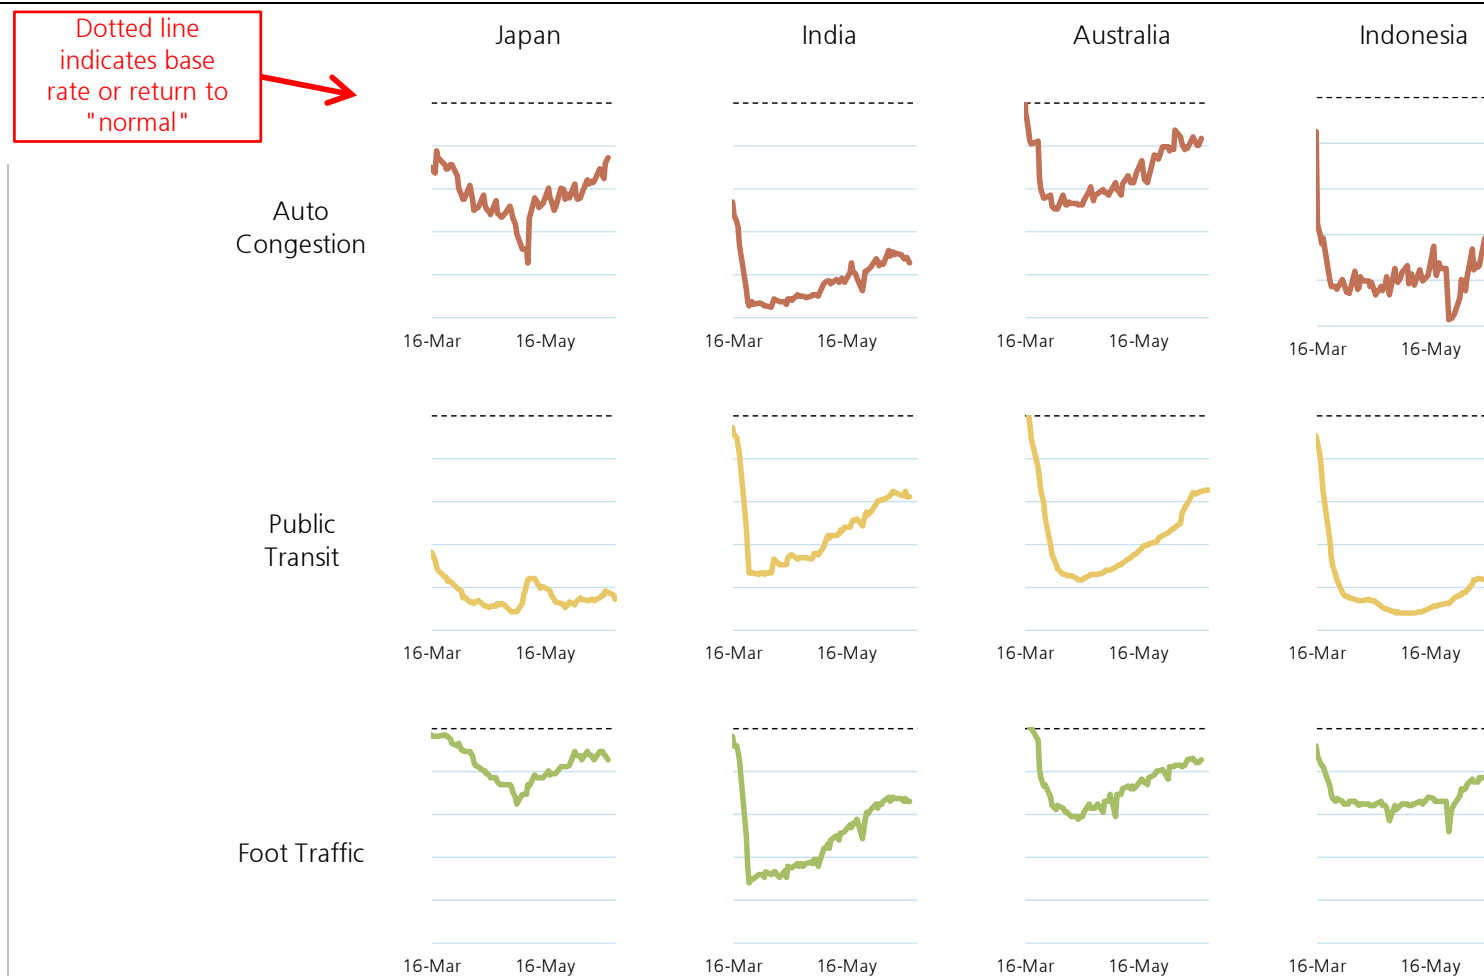 Dotted line
indicates base
rate or return to
"normal"
Japan
India
Australia
Indonesia
Auto
Congestion
16-Mar
16-May
16-Mar
16-May
16-Mar
16-May
16-Mar
16-May
Public
Transit
16-Mar
16-May
16-Mar
16-May
16-Mar
16-May
16-Mar
16-May
Foot Traffic
16-Mar
16-May
16-Mar
16-May
16-Mar
16-May
16-Mar
16-May